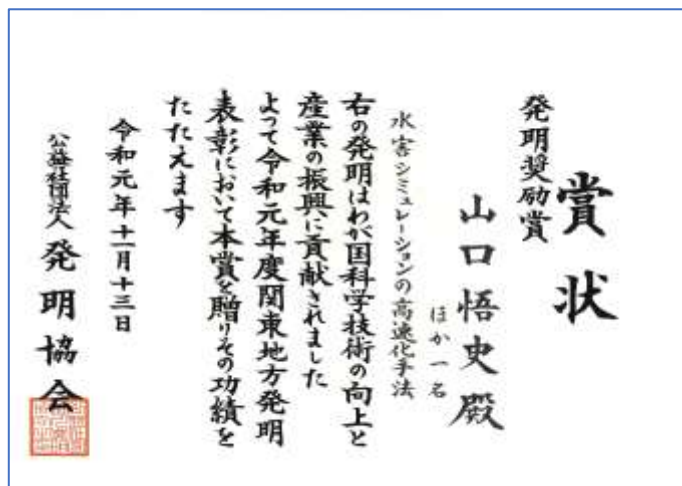 賞状
発明奨励賞
山口悟史殿
ほか一名
水害シミュレーションの高速化手法
右の発明はわが国科学技術の向上と
産業の振興に貢献されました
よって令和元年度関東地方発明
表彰において本賞を贈りその功績を
たたえます
令和元年十一月十三日
公益社団法人 発明協会